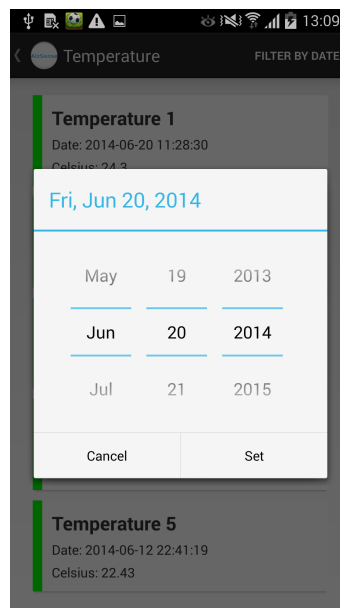 13:09
Temperature
FILTER BY DATE
Temperature 1
Date: 2014-06-20 11:28:30
Celsius: 24.3
Fri, Jun 20, 2014
May 19 2013
Jun 20 2014
Jul 21 2015
Cancel Set
Temperature 5
Date: 2014-06-12 22:41:19
Celsius: 22.43